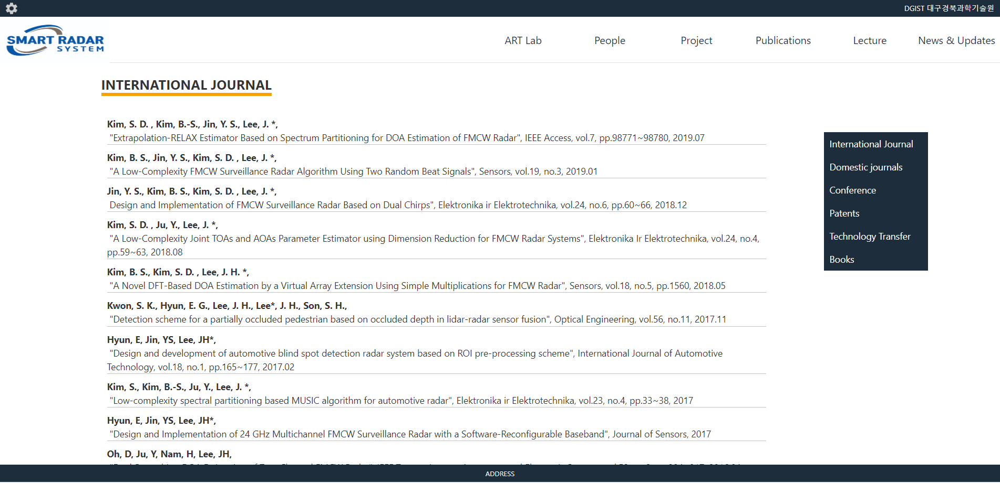 DGIST 대구경북과학기술원
SMART RADAR
SYSTEM
ART Lab
People
Project
Publications
Lecture
News & Updates
INTERNATIONAL JOURNAL
Kim, S. D. , Kim, B.-S., Jin, Y. S., Lee, J. *,
"Extrapolation-RELAX Estimator Based on Spectrum Partitioning for DOA Estimation of FMCW Radar", IEEE Access, vol.7, pp.98771~98780, 2019.07
Kim, B. S., Jin, Y. S., Kim, S. D. , Lee, J. *,
"A Low-Complexity FMCW Surveillance Radar Algorithm Using Two Random Beat Signals", Sensors, vol.19, no.3, 2019.01
Jin, Y. S., Kim, B. S., Kim, S. D. , Lee, J. *,
Design and Implementation of FMCW Surveillance Radar Based on Dual Chirps", Elektronika ir Elektrotechnika, vol.24, no.6, pp.60~66, 2018.12
Kim, S. D. , Ju, Y., Lee, J. *,
"A Low-Complexity Joint TOAs and AOAs Parameter Estimator using Dimension Reduction for FMCW Radar Systems", Elektronika Ir Elektrotechnika, vol.24, no.4,
pp.59~63, 2018.08
Kim, B. S., Kim, S. D. , Lee, J. H. *,
"A Novel DFT-Based DOA Estimation by a Virtual Array Extension Using Simple Multiplications for FMCW Radar", Sensors, vol.18, no.5, pp.1560, 2018.05
Kwon, S. K., Hyun, E. G., Lee, J. H., Lee*, J. H., Son, S. H.,
"Detection scheme for a partially occluded pedestrian based on occluded depth in lidar-radar sensor fusion", Optical Engineering, vol.56, no.11, 2017.11
Hyun, E, Jin, YS, Lee, JH*,
"Design and development of automotive blind spot detection radar system based on ROI pre-processing scheme", International Journal of Automotive
Technology, vol.18, no.1, pp.165~177, 2017.02
Kim, S., Kim, B.-S., Ju, Y., Lee, J. *,
"Low-complexity spectral partitioning based MUSIC algorithm for automotive radar", Elektronika ir Elektrotechnika, vol.23, no.4, pp.33~38, 2017
Hyun, E, Jin, YS, Lee, JH*,
"Design and Implementation of 24 GHz Multichannel FMCW Surveillance Radar with a Software-Reconfigurable Baseband", Journal of Sensors, 2017
Oh, D, Ju, Y, Nam, H, Lee, JH,
International Journal
Domestic journals
Conference
Patents
Technology Transfer
Books
ADDRESS